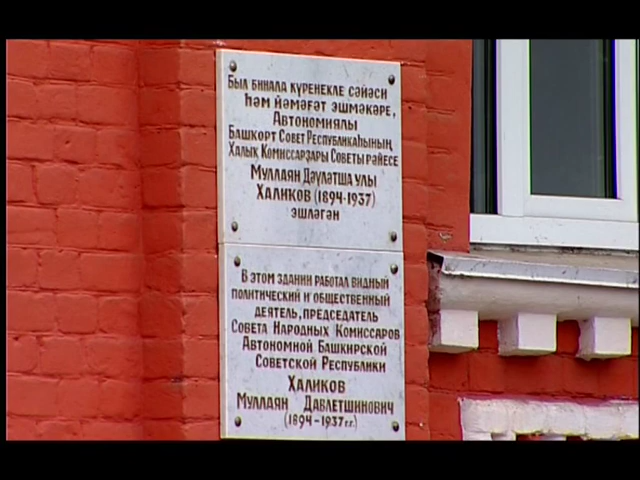 Был бинала күренекле сәйәси
һәм йәмәғәт эшмәкәре,
Автономиялы
Башкорт Совет Республикаһының
Халыҡ Комиссарҙары Советы рәйесе
Муллаян Дәүләтша улы
Халиков (1894-1937)
эшләгән
В этом здании работал видный
политический и общественный
деятель, председатель
Совета Народных Комиссаров
Автономной Башкирской
Советской Республики
Халиков
Муллаян Давлетшинович
(1894-1937г.г.)